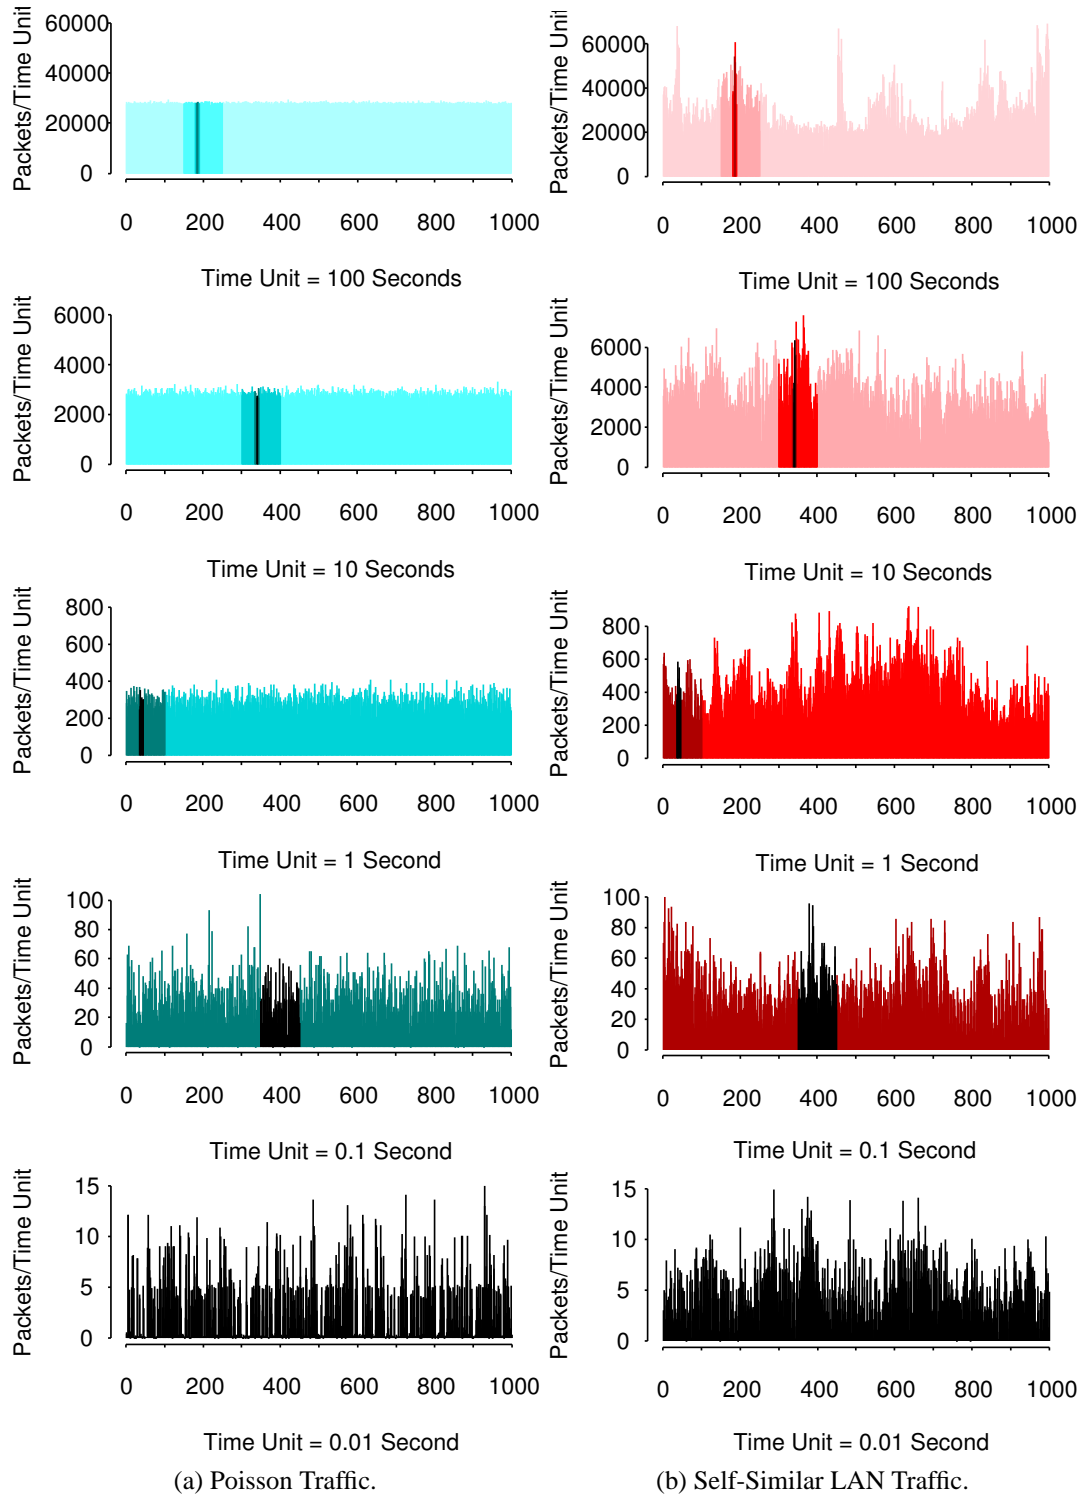 Packets/Time Unit
60000
40000
20000
0
0 200 400 600 800 1000
Time Unit = 100 Seconds
Packets/Time Unit
60000
40000
20000
0
0 200 400 600 800 1000
Time Unit = 100 Seconds
Packets/Time Unit
6000
4000
2000
0
0 200 400 600 800 1000
Time Unit = 10 Seconds
Packets/Time Unit
6000
4000
2000
0
0 200 400 600 800 1000
Time Unit = 10 Seconds
Packets/Time Unit
800
600
400
200
0
0 200 400 600 800 1000
Time Unit = 1 Second
Packets/Time Unit
800
600
400
200
0
0 200 400 600 800 1000
Time Unit = 1 Second
Packets/Time Unit
100
80
60
40
20
0
0 200 400 600 800 1000
Time Unit = 0.1 Second
Packets/Time Unit
100
80
60
40
20
0
0 200 400 600 800 1000
Time Unit = 0.1 Second
Packets/Time Unit
15
10
5
0
0 200 400 600 800 1000
Time Unit = 0.01 Second
Packets/Time Unit
15
10
5
0
0 200 400 600 800 1000
Time Unit = 0.01 Second
(a) Poisson Traffic.
(b) Self-Similar LAN Traffic.